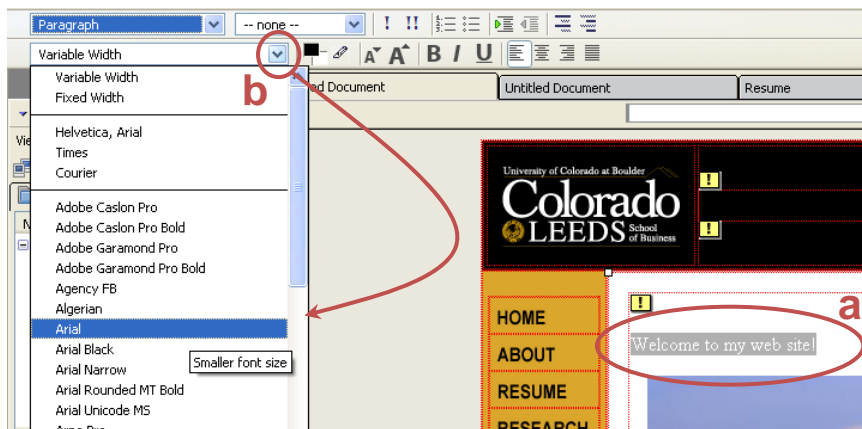 Paragraph
-- none --
! !!
Variable Width
A A B I U
b
Variable Width
Fixed Width
Helvetica, Arial
Times
Courier
Adobe Caslon Pro
Adobe Caslon Pro Bold
Adobe Garamond Pro
Adobe Garamond Pro Bold
Agency FB
Algerian
Arial
Arial Black
Arial Narrow
Arial Rounded MT Bold
Arial Unicode MS
Smaller font size
Document
Untitled Document
Resume
University of Colorado at Boulder
Colorado
LEEDS School
of Business
!
!
!
HOME
ABOUT
RESUME
RESEARCH
a
Welcome to my web site!